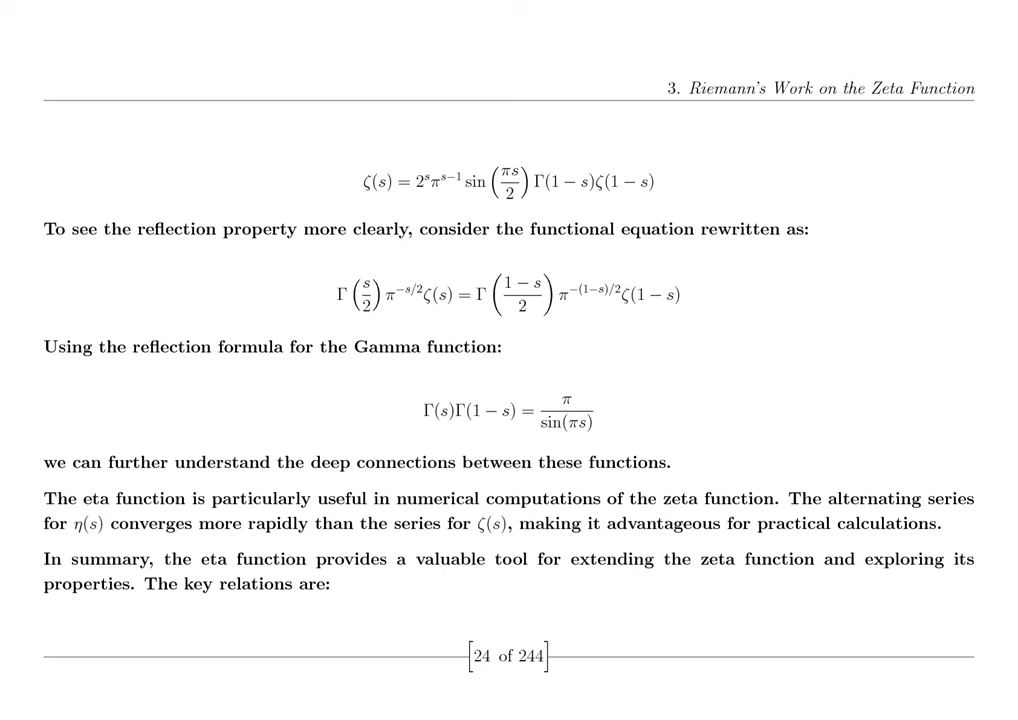 3. Riemann's Work on the Zeta Function
ζ(s) = 2^s π^{s−1} sin (πs/2) Γ(1 − s)ζ(1 − s)
To see the reflection property more clearly, consider the functional equation rewritten as:
Γ (s/2) π^{−s/2} ζ(s) = Γ ((1 − s)/2) π^{−(1−s)/2} ζ(1 − s)
Using the reflection formula for the Gamma function:
Γ(s)Γ(1 − s) = π/sin(πs)
we can further understand the deep connections between these functions.
The eta function is particularly useful in numerical computations of the zeta function. The alternating series
for η(s) converges more rapidly than the series for ζ(s), making it advantageous for practical calculations.
In summary, the eta function provides a valuable tool for extending the zeta function and exploring its
properties. The key relations are:
[24 of 244]